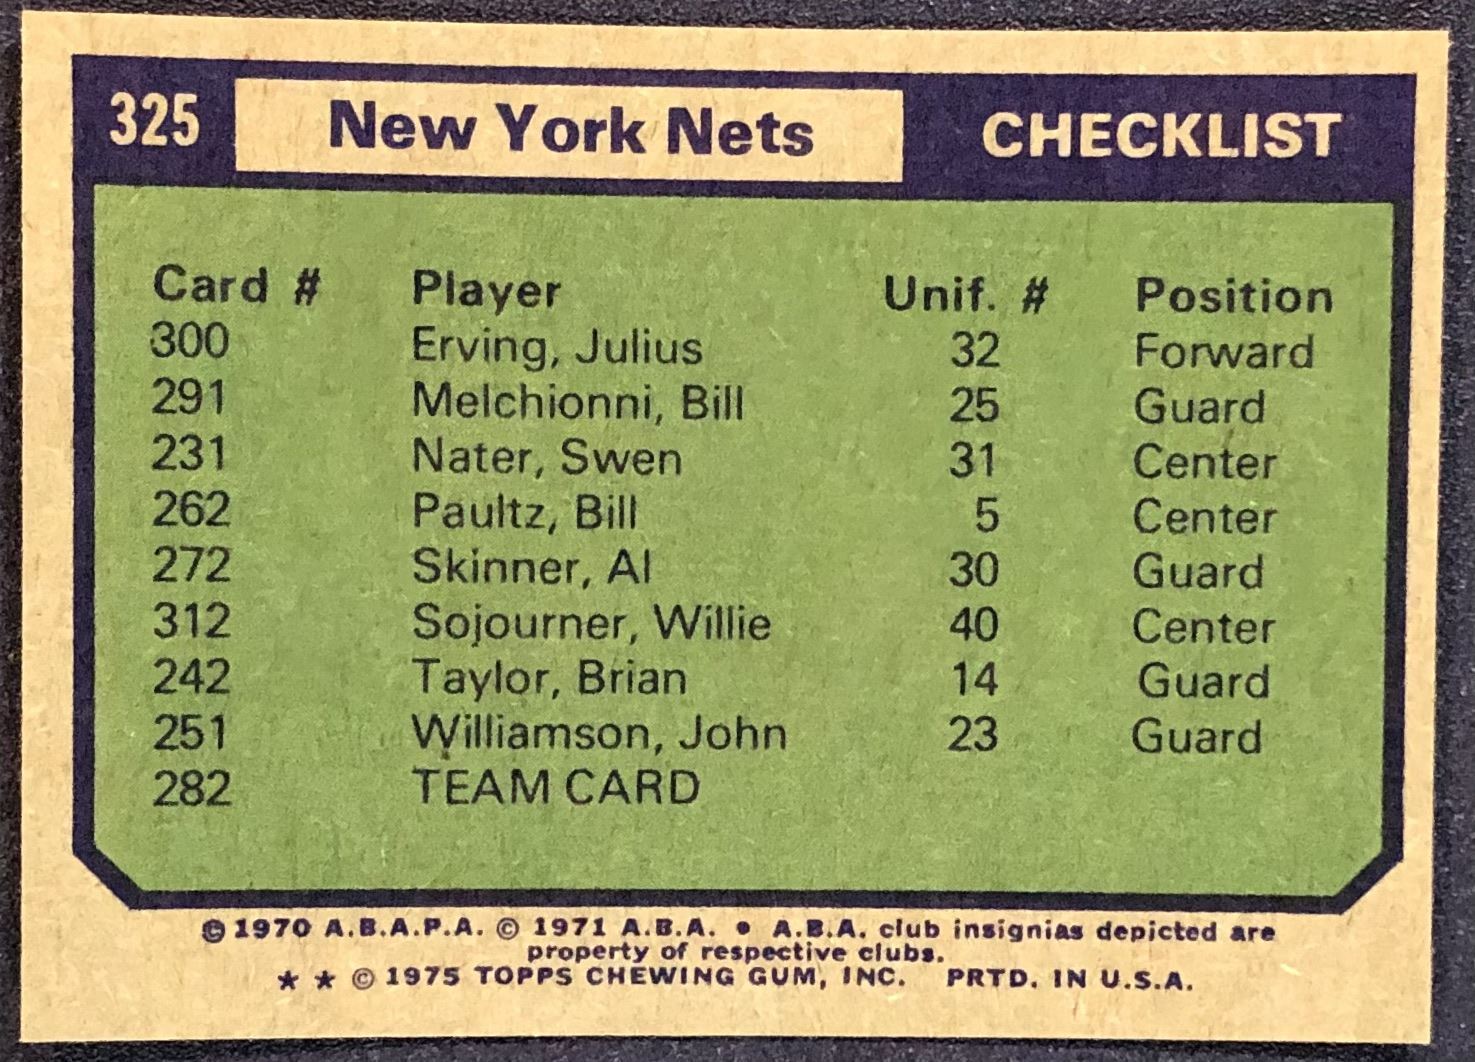 325 New York Nets CHECKLIST
Card # Player Unif. # Position
300 Erving, Julius 32 Forward
291 Melchionni, Bill 25 Guard
231 Nater, Swen 31 Center
262 Paultz, Bill 5 Center
272 Skinner, Al 30 Guard
312 Sojourner, Willie 40 Center
242 Taylor, Brian 14 Guard
251 Williamson, John 23 Guard
282 TEAM CARD
© 1970 A.B.A.P.A. © 1971 A.B.A. • A.B.A. club insignias depicted are
property of respective clubs.
★ ★ © 1975 TOPPS CHEWING GUM, INC. PRTD. IN U.S.A.